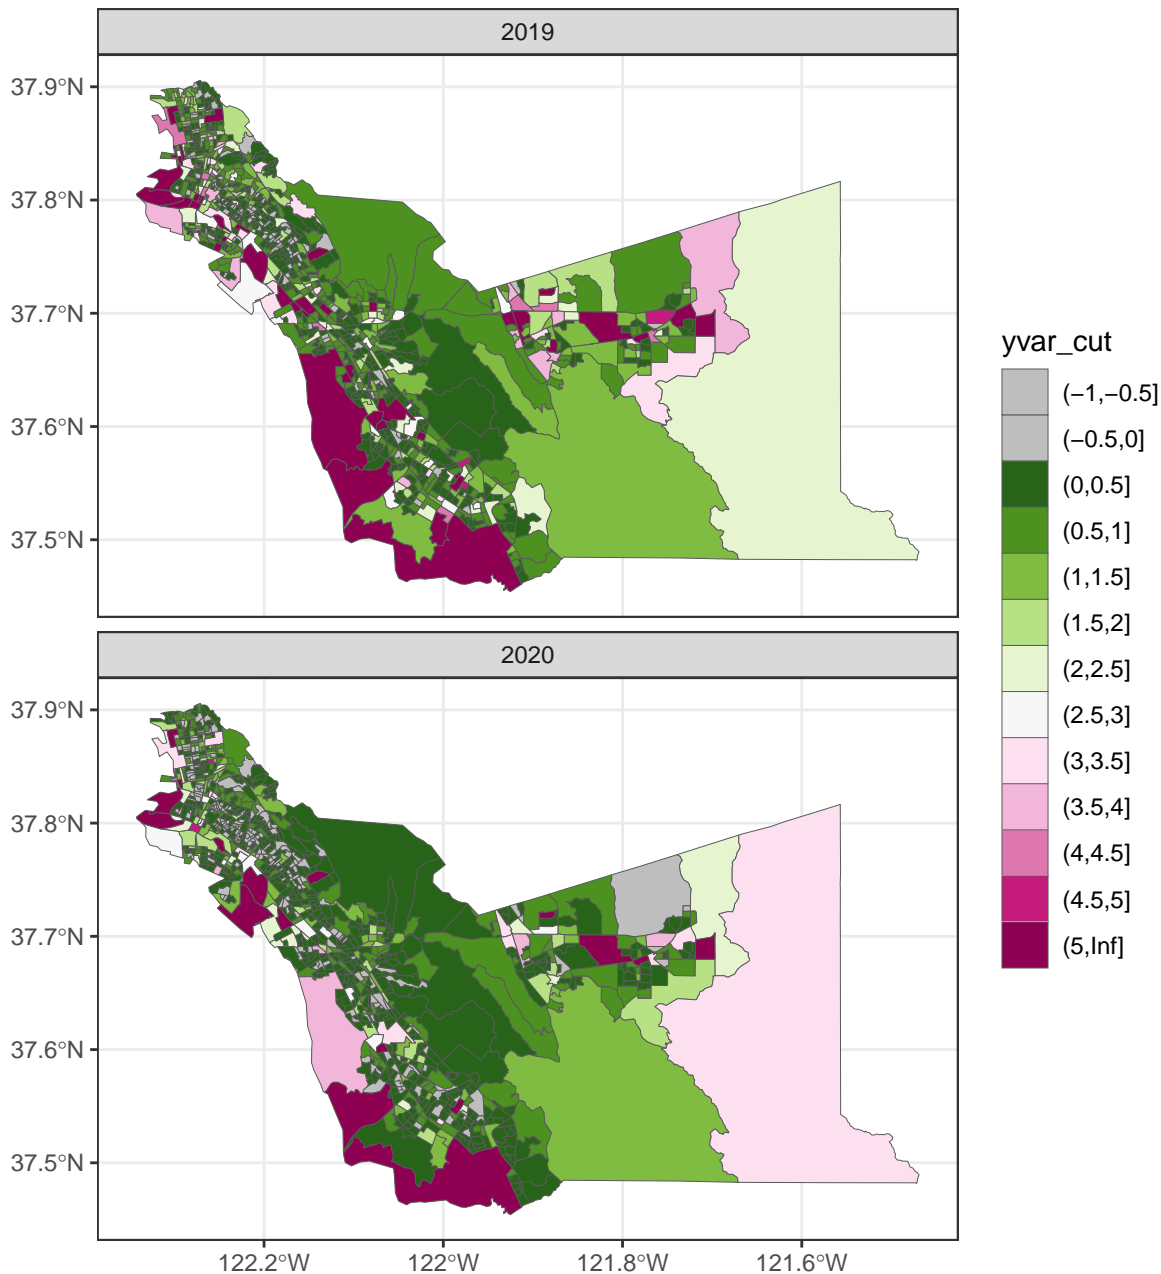 2019
37.9°N
37.8°N
37.7°N
37.6°N
37.5°N
2020
37.9°N
37.8°N
37.7°N
37.6°N
37.5°N
122.2°W 122°W 121.8°W 121.6°W
yvar_cut
(−1,−0.5]
(−0.5,0]
(0,0.5]
(0.5,1]
(1,1.5]
(1.5,2]
(2,2.5]
(2.5,3]
(3,3.5]
(3.5,4]
(4,4.5]
(4.5,5]
(5,Inf]